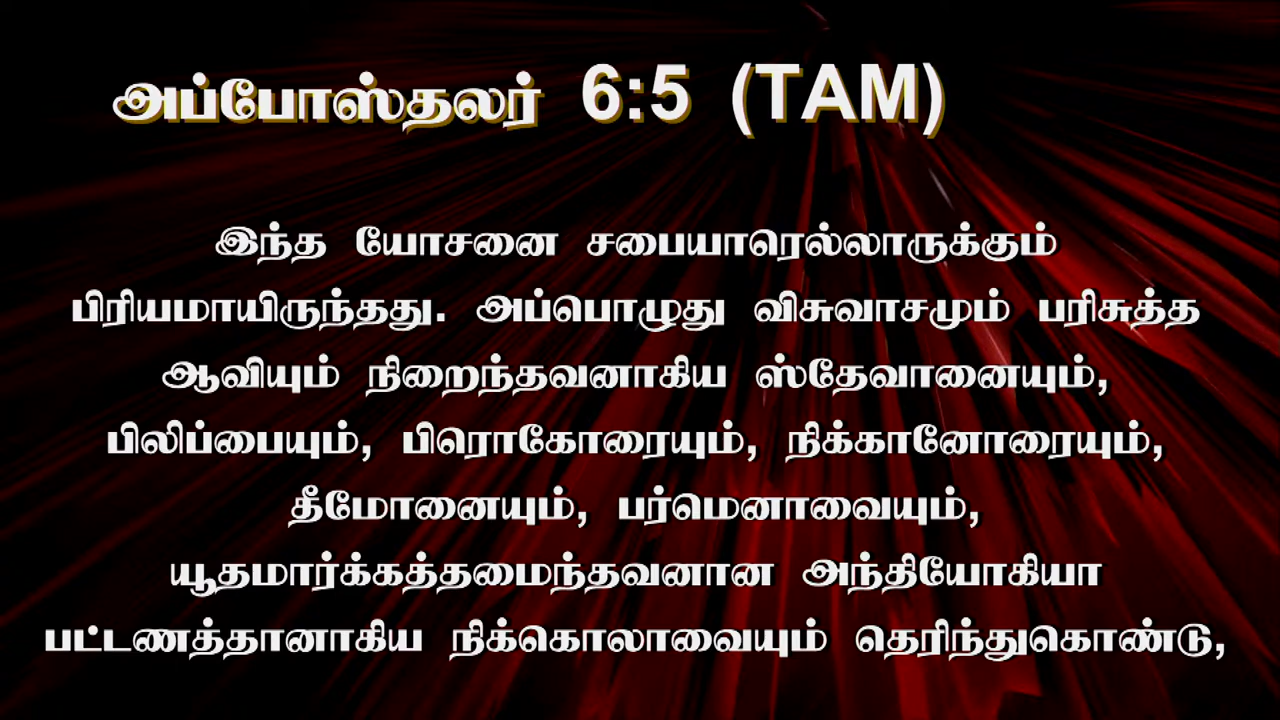 அப்போஸ்தலர் 6:5 (TAM)
இந்த யோசனை சபையாரெல்லாருக்கும்
பிரியமாயிருந்தது. அப்பொழுது விசுவாசமும் பரிசுத்த
ஆவியும் நிறைந்தவனாகிய ஸ்தேவானையும்,
பிலிப்பையும், பிரொகோரையும், நிக்கானோரையும்,
தீமோனையும், பர்மெனாவையும்,
யூதமார்க்கத்தமைந்தவனான அந்தியோகியா
பட்டணத்தானாகிய நிக்கொலாவையும் தெரிந்துகொண்டு,